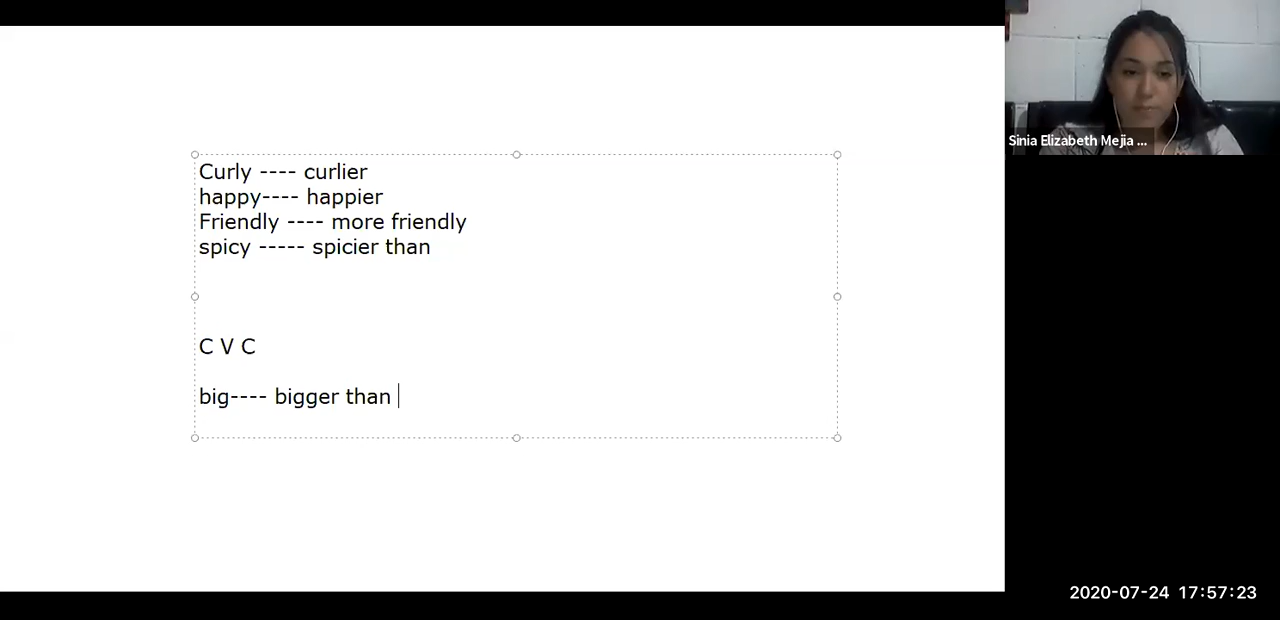 Curly ---- curlier
happy---- happier
Friendly ---- more friendly
spicy ----- spicier than
C V C
big---- bigger than
Sinia Elizabeth Mejia ...
2020-07-24 17:57:23